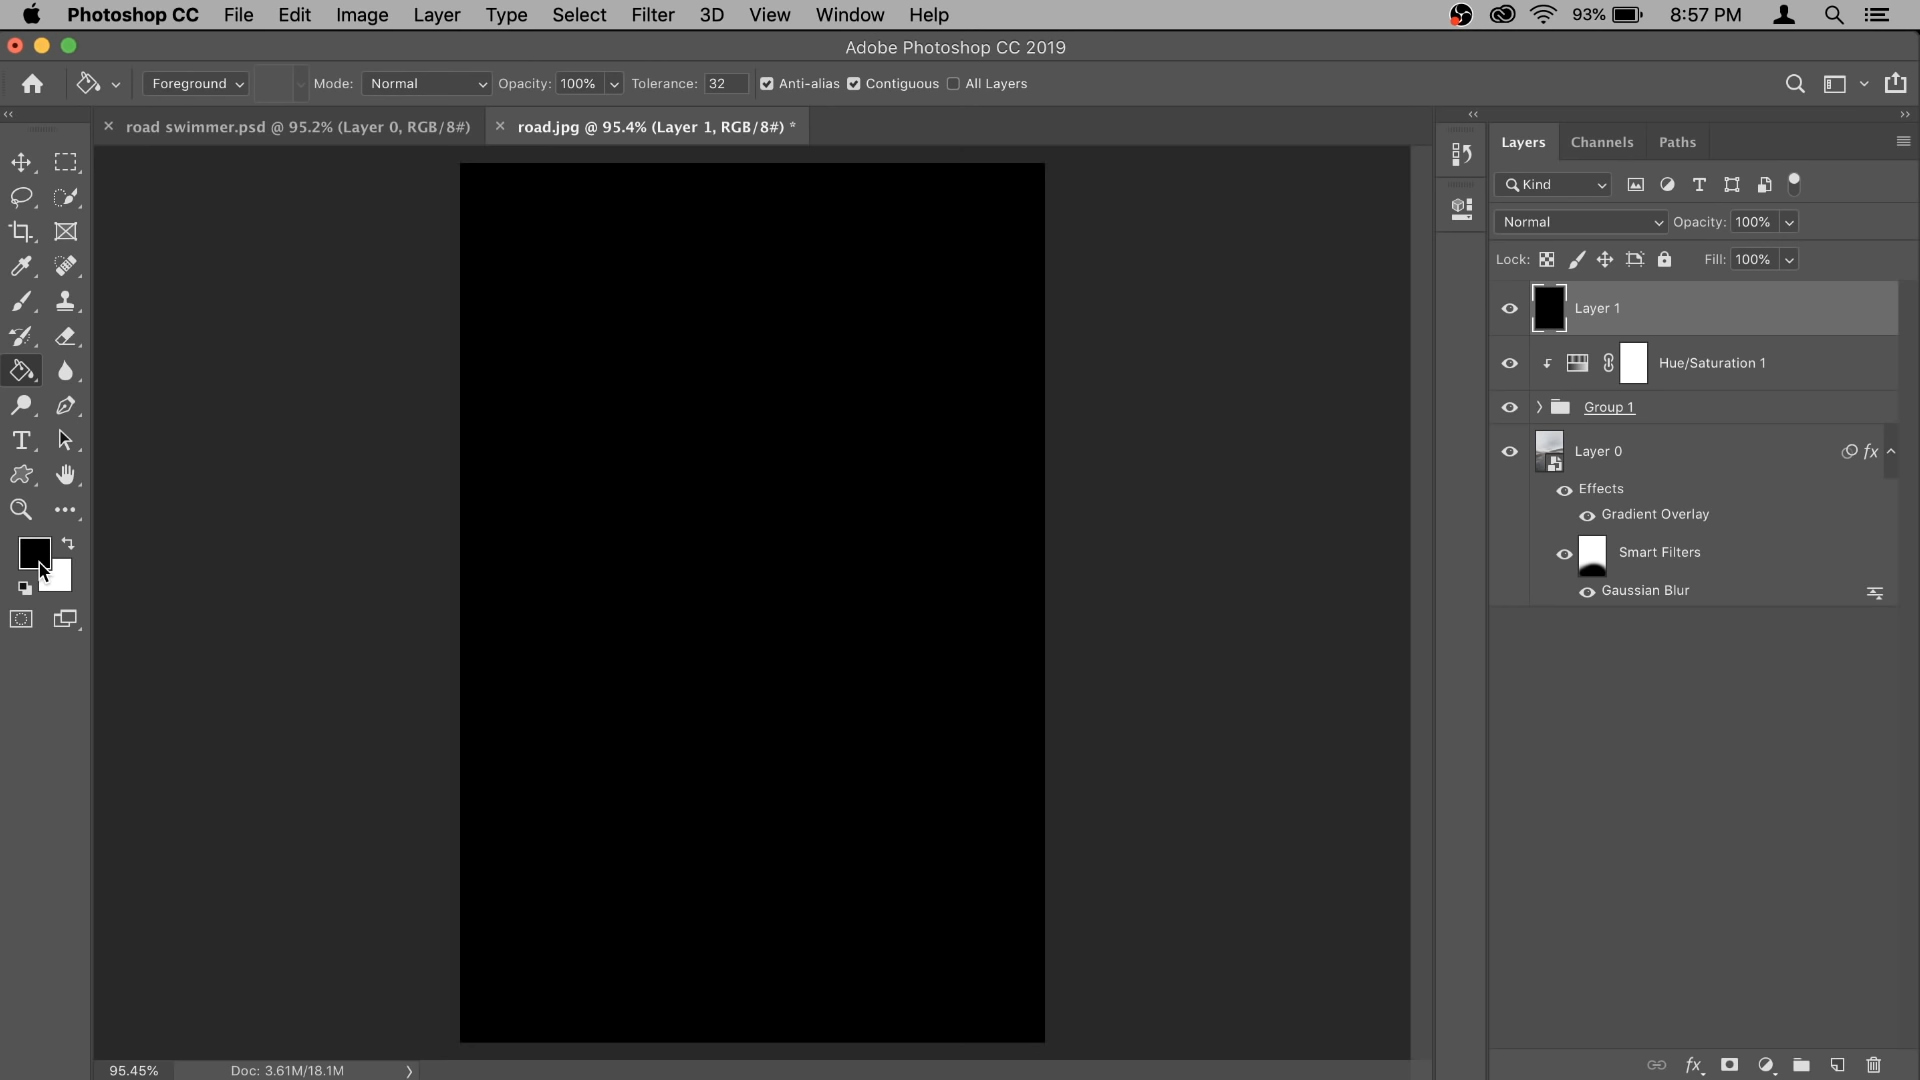 Photoshop CC File Edit Image Layer Type Select Filter 3D View Window Help 93% 8:57 PM
Adobe Photoshop CC 2019
Foreground Mode: Normal Opacity: 100% Tolerance: 32 Anti-alias Contiguous All Layers
road swimmer.psd @ 95.2% (Layer 0, RGB/8#) road.jpg @ 95.4% (Layer 1, RGB/8#) *
Layers Channels Paths
Kind
Normal Opacity: 100%
Lock: Fill: 100%
Layer 1
Hue/Saturation 1
Group 1
Layer 0 fx
Effects
Gradient Overlay
Smart Filters
Gaussian Blur
95.45% Doc: 3.61M/18.1M
fx